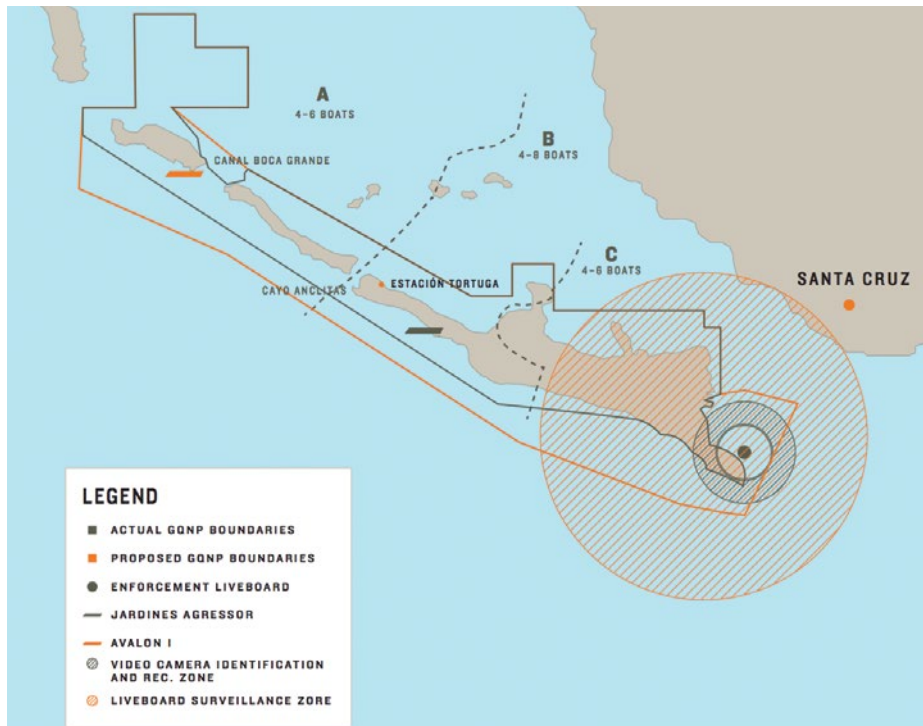 A
4–6 BOATS
B
4–8 BOATS
CANAL BOCA GRANDE
C
4–6 BOATS
SANTA CRUZ
ESTACIÓN TORTUGA
CAYO ANCLITAS
LEGEND
ACTUAL GQNP BOUNDARIES
PROPOSED GQNP BOUNDARIES
ENFORCEMENT LIVEBOARD
JARDINES AGRESSOR
AVALON I
VIDEO CAMERA IDENTIFICATION
AND REC. ZONE
LIVEBOARD SURVEILLANCE ZORE